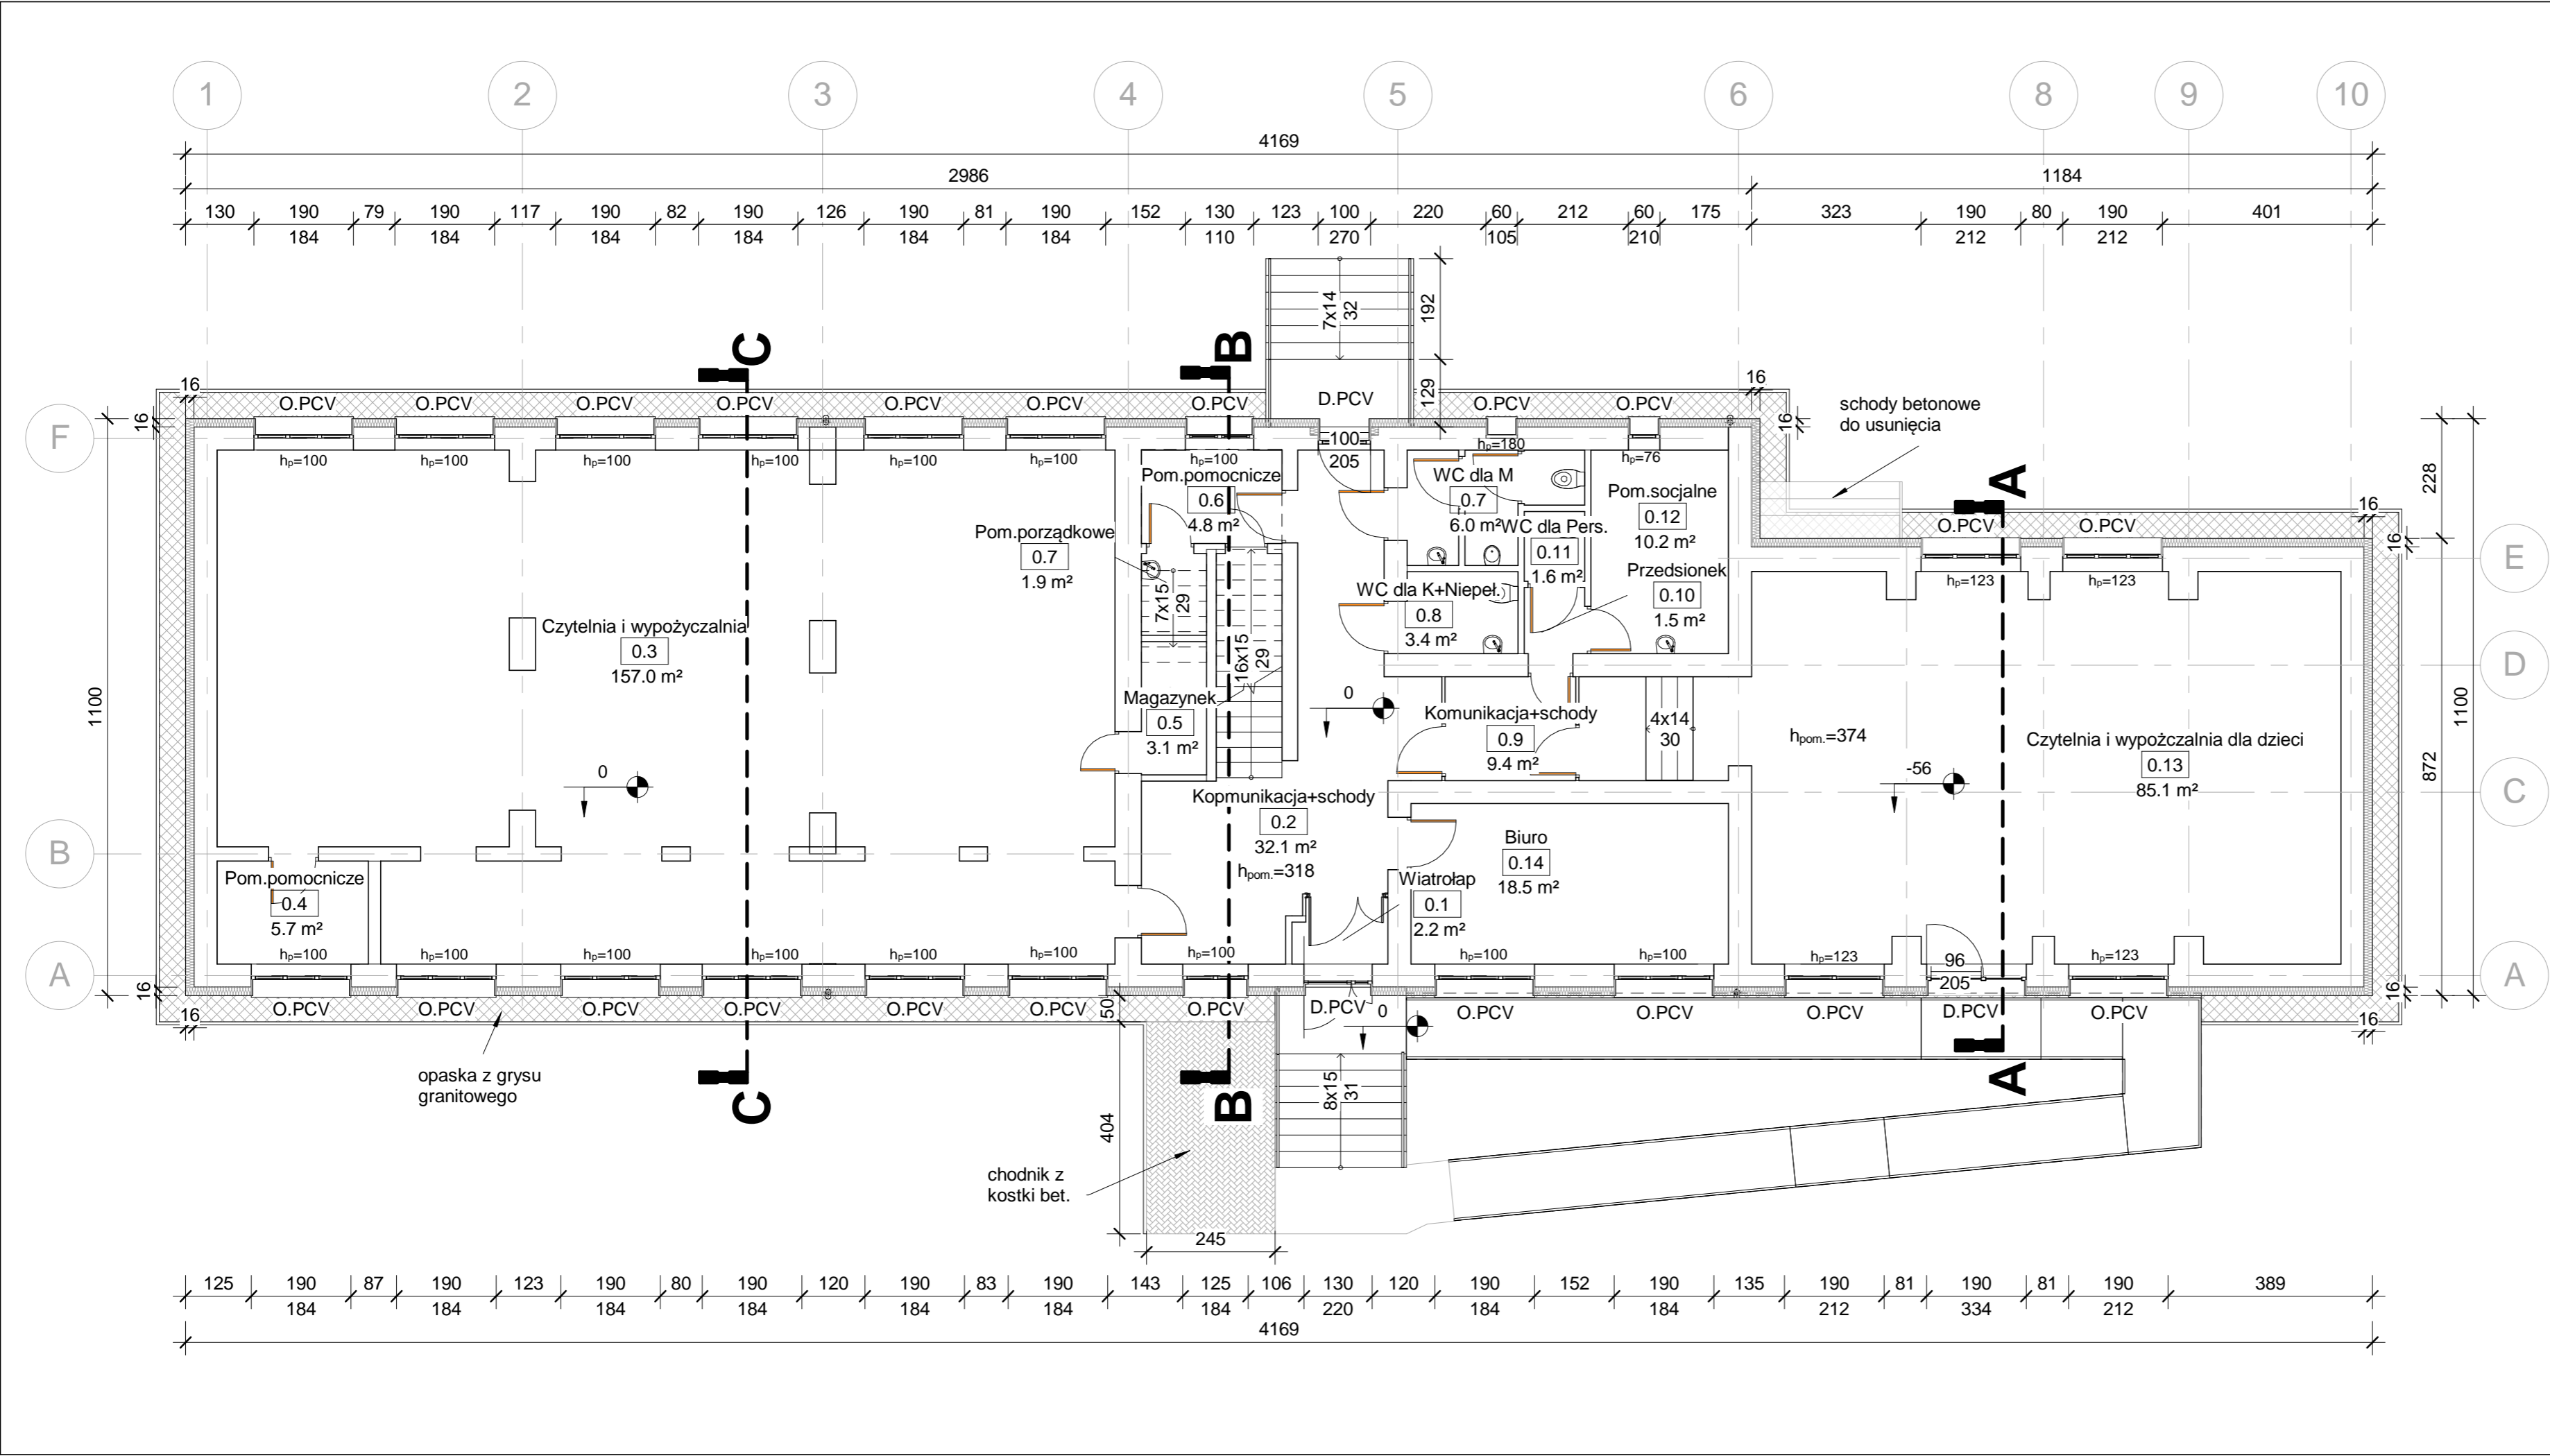 1 2 3 4 5 6 8 9 10
4169
2986 1184
130 190 79 190 117 190 82 190 126 190 81 190 152 130 123 100 220 60 212 60 175 323 190 80 190 401
184 184 184 184 184 184 110 270 105 210 212 212
7x14
32
192
129
C B
16 16
O.PCV O.PCV O.PCV O.PCV O.PCV O.PCV O.PCV D.PCV O.PCV O.PCV
schody betonowe
do usunięcia
16 16
F
100
205
hp=100 hp=100 hp=100 hp=100 hp=100 hp=100 hp=100 hp=180 hp=76
228 1100
A
16
O.PCV O.PCV
16
E
hp=123 hp=123
Pom.pomocnicze
0.6
4.8 m²
WC dla M
0.7
6.0 m²
Pom.socjalne
0.12
10.2 m²
WC dla Pers.
0.11
1.6 m²
Pom.porządkowe
0.7
1.9 m²
Przedsionek
0.10
1.5 m²
WC dla K+Niepeł.
0.8
3.4 m²
7x15
29
16x15
29
Czytelnia i wypożyczalnia
0.3
157.0 m²
D
1100
Magazynek
0.5
3.1 m²
0
Komunikacja+schody
0.9
9.4 m²
4x14
30
hpom.=374
Czytelnia i wypożczalnia dla dzieci
0.13
85.1 m²
872
0
-56
C
Kopmunikacja+schody
0.2
32.1 m²
hpom.=318
B
Biuro
0.14
18.5 m²
Pom.pomocnicze
0.4
5.7 m²
Wiatrołap
0.1
2.2 m²
hp=100 hp=100 hp=100 hp=100 hp=100 hp=100 hp=100 hp=100 hp=100 hp=123 hp=123
96
205
A A
16 16
O.PCV O.PCV O.PCV O.PCV O.PCV O.PCV O.PCV D.PCV O.PCV O.PCV O.PCV D.PCV O.PCV
16 50 0 16
opaska z grysu
granitowego
C B A
8x15
31
404
chodnik z
kostki bet.
245
125 190 87 190 123 190 80 190 120 190 83 190 143 125 106 130 120 190 152 190 135 190 81 190 81 190 389
184 184 184 184 184 184 184 220 184 184 212 334 212
4169